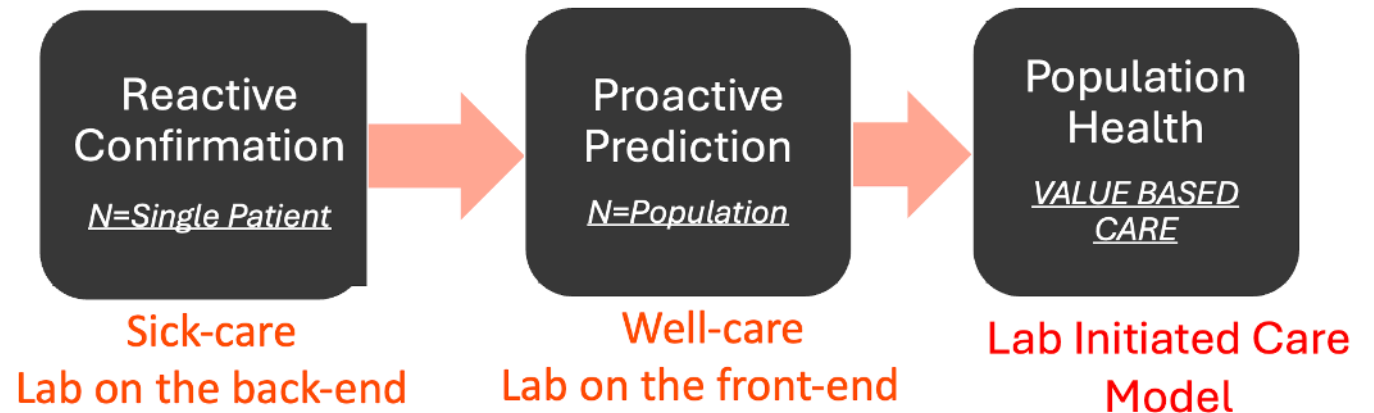 Reactive
Confirmation
N=Single Patient
Sick-care
Lab on the back-end
Proactive
Prediction
N=Population
Well-care
Lab on the front-end
Population
Health
VALUE BASED
CARE
Lab Initiated Care
Model